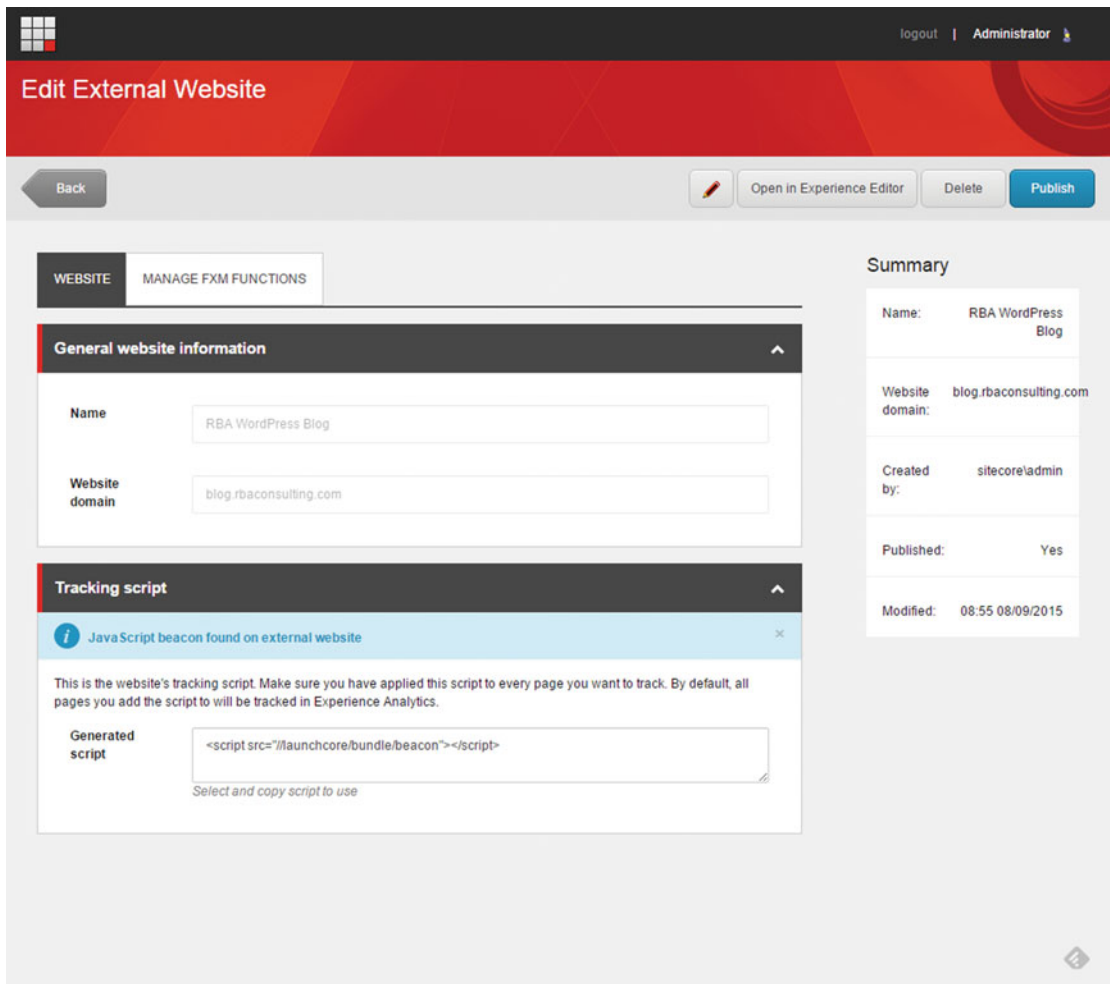 logout | Administrator
Edit External Website
Back
Open in Experience Editor
Delete
Publish
WEBSITE
MANAGE FXM FUNCTIONS
General website information
Name
RBA WordPress Blog
Website
domain
blog.rbaconsulting.com
Tracking script
i
JavaScript beacon found on external website
×
This is the website's tracking script. Make sure you have applied this script to every page you want to track. By default, all
pages you add the script to will be tracked in Experience Analytics.
Generated
script
<script src="//launchcore/bundle/beacon"></script>
Select and copy script to use
Summary
Name: RBA WordPress
Blog
Website blog.rbaconsulting.com
domain:
Created sitecore\admin
by:
Published: Yes
Modified: 08:55 08/09/2015